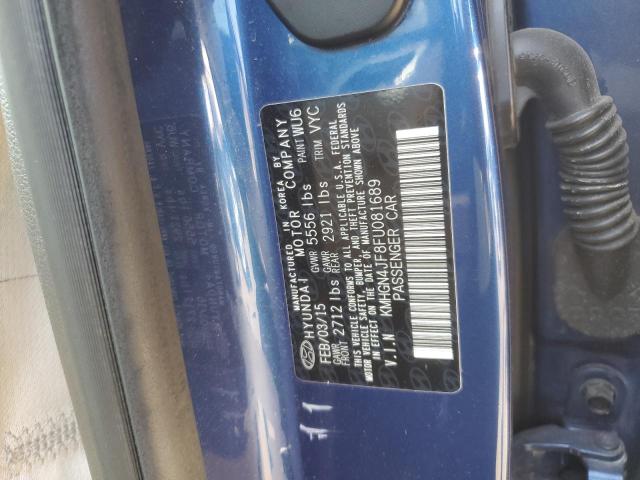 MANUFACTURED IN KOREA BY
HYUNDAI MOTOR COMPANY
FEB/03/15 GVWR 5556 lbs PAINT WU6
GAWR FRONT 2712 lbs GAWR REAR 2921 lbs TRIM VYC
THIS VEHICLE CONFORMS TO ALL APPLICABLE U.S.A. FEDERAL
MOTOR VEHICLE SAFETY, BUMPER, AND THEFT PREVENTION STANDARDS
IN EFFECT ON THE DATE OF MANUFACTURE SHOWN ABOVE.
V.I.N KMHGN4JF8FU081689
PASSENGER CAR